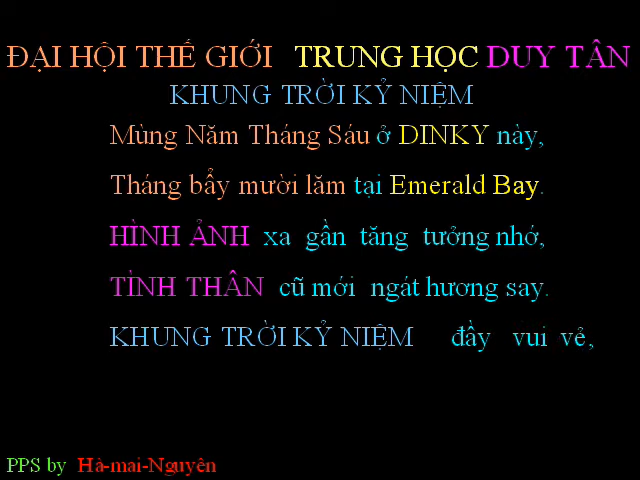 ĐẠI HỘI THẾ GIỚI TRUNG HỌC DUY TÂN
KHUNG TRỜI KỶ NIỆM
Mùng Năm Tháng Sáu ở DINKY này,
Tháng bẩy mười lăm tại Emerald Bay.
HÌNH ẢNH xa gần tăng tưởng nhớ,
TÌNH THÂN cũ mới ngát hương say.
KHUNG TRỜI KỶ NIỆM đầy vui vẻ,
PPS by Hà-mai-Nguyên